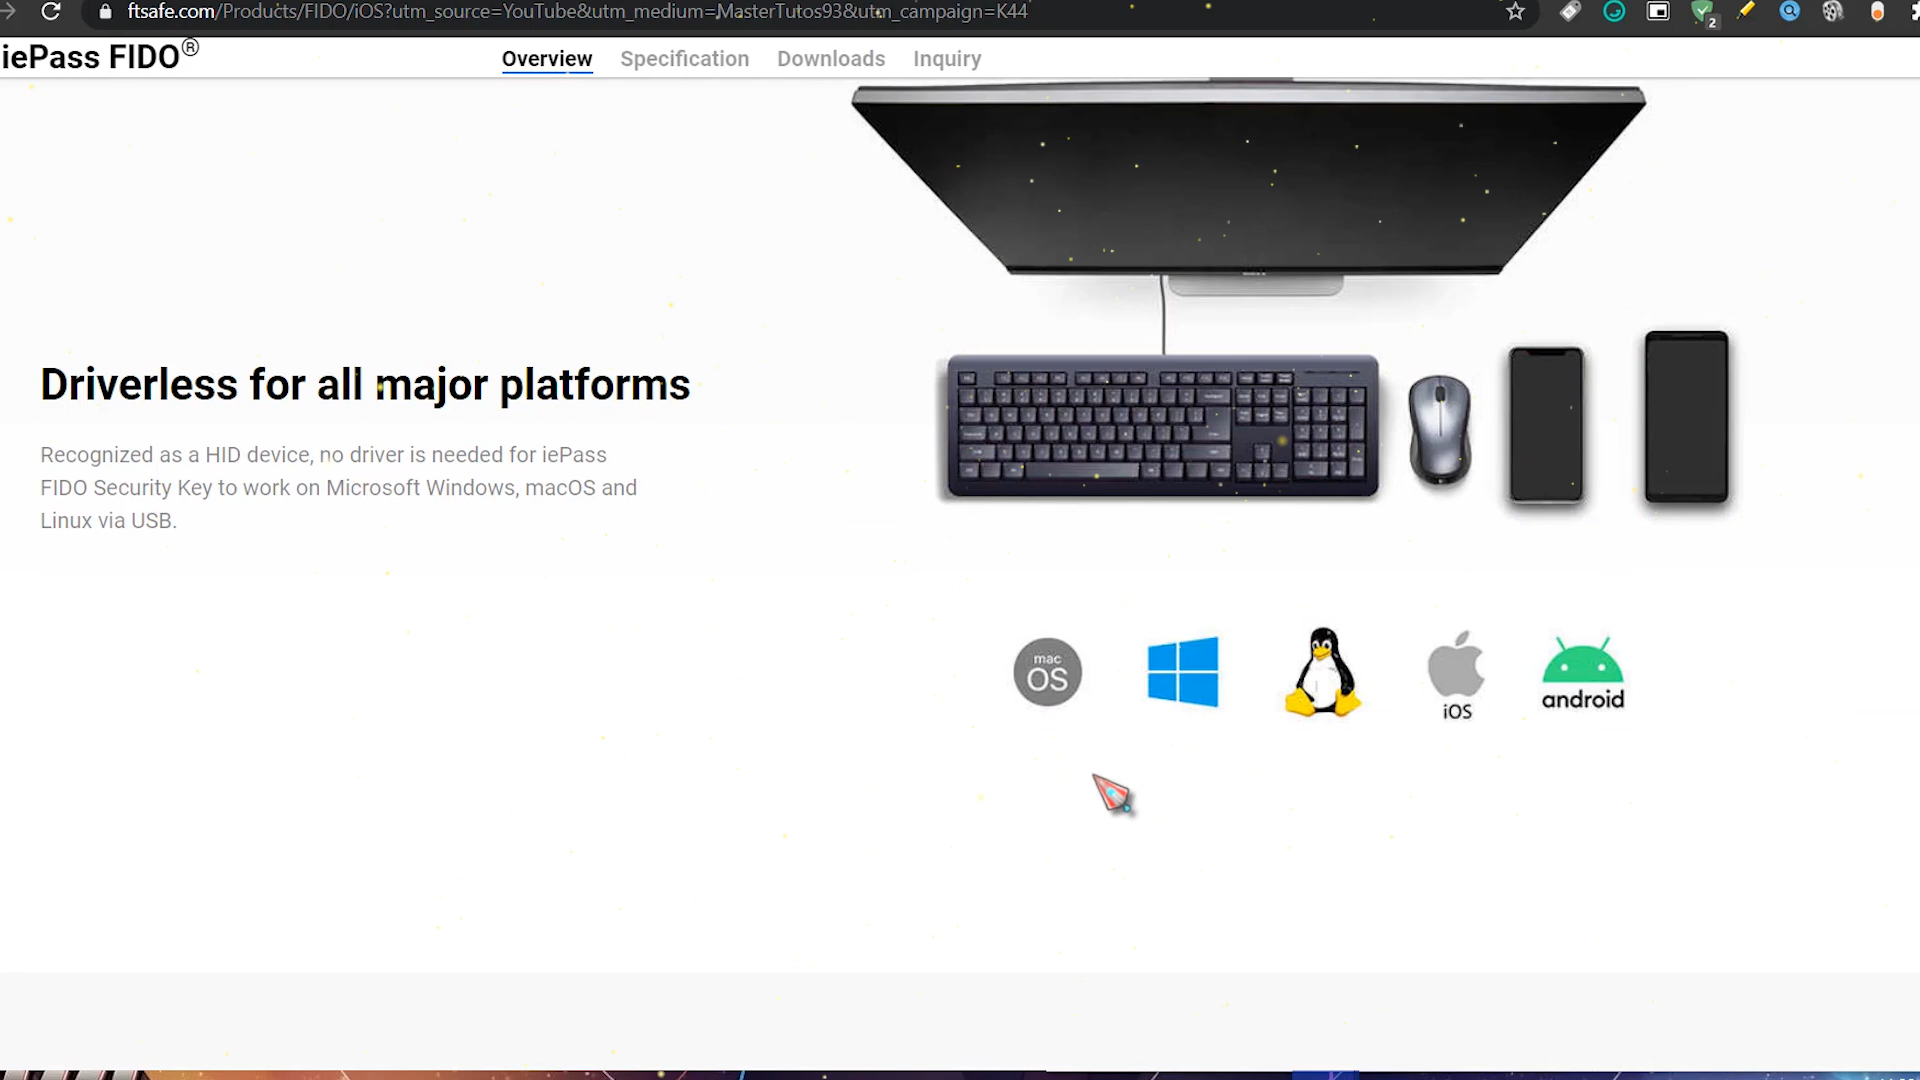 ftsafe.com/Products/FIDO/iOS?utm_source=YouTube&utm_medium=MasterTutos93&utm_campaign=K44
2
iePass FIDO®
Overview Specification Downloads Inquiry
Driverless for all major platforms
Recognized as a HID device, no driver is needed for iePass
FIDO Security Key to work on Microsoft Windows, macOS and
Linux via USB.
mac
OS
iOS
android